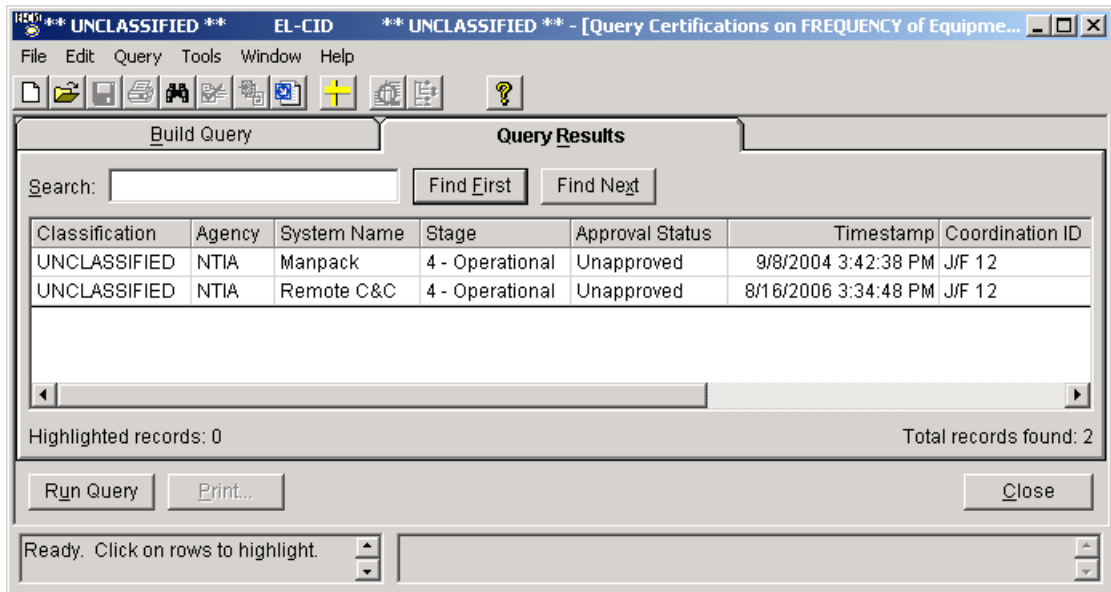 ** UNCLASSIFIED ** EL-CID ** UNCLASSIFIED ** - [Query Certifications on FREQUENCY of Equipme...
File Edit Query Tools Window Help
Build Query Query Results
Search: Find First Find Next
Classification Agency System Name Stage Approval Status Timestamp Coordination ID
UNCLASSIFIED NTIA Manpack 4 - Operational Unapproved 9/8/2004 3:42:38 PM J/F 12
UNCLASSIFIED NTIA Remote C&C 4 - Operational Unapproved 8/16/2006 3:34:48 PM J/F 12
Highlighted records: 0 Total records found: 2
Run Query Print... Close
Ready. Click on rows to highlight.